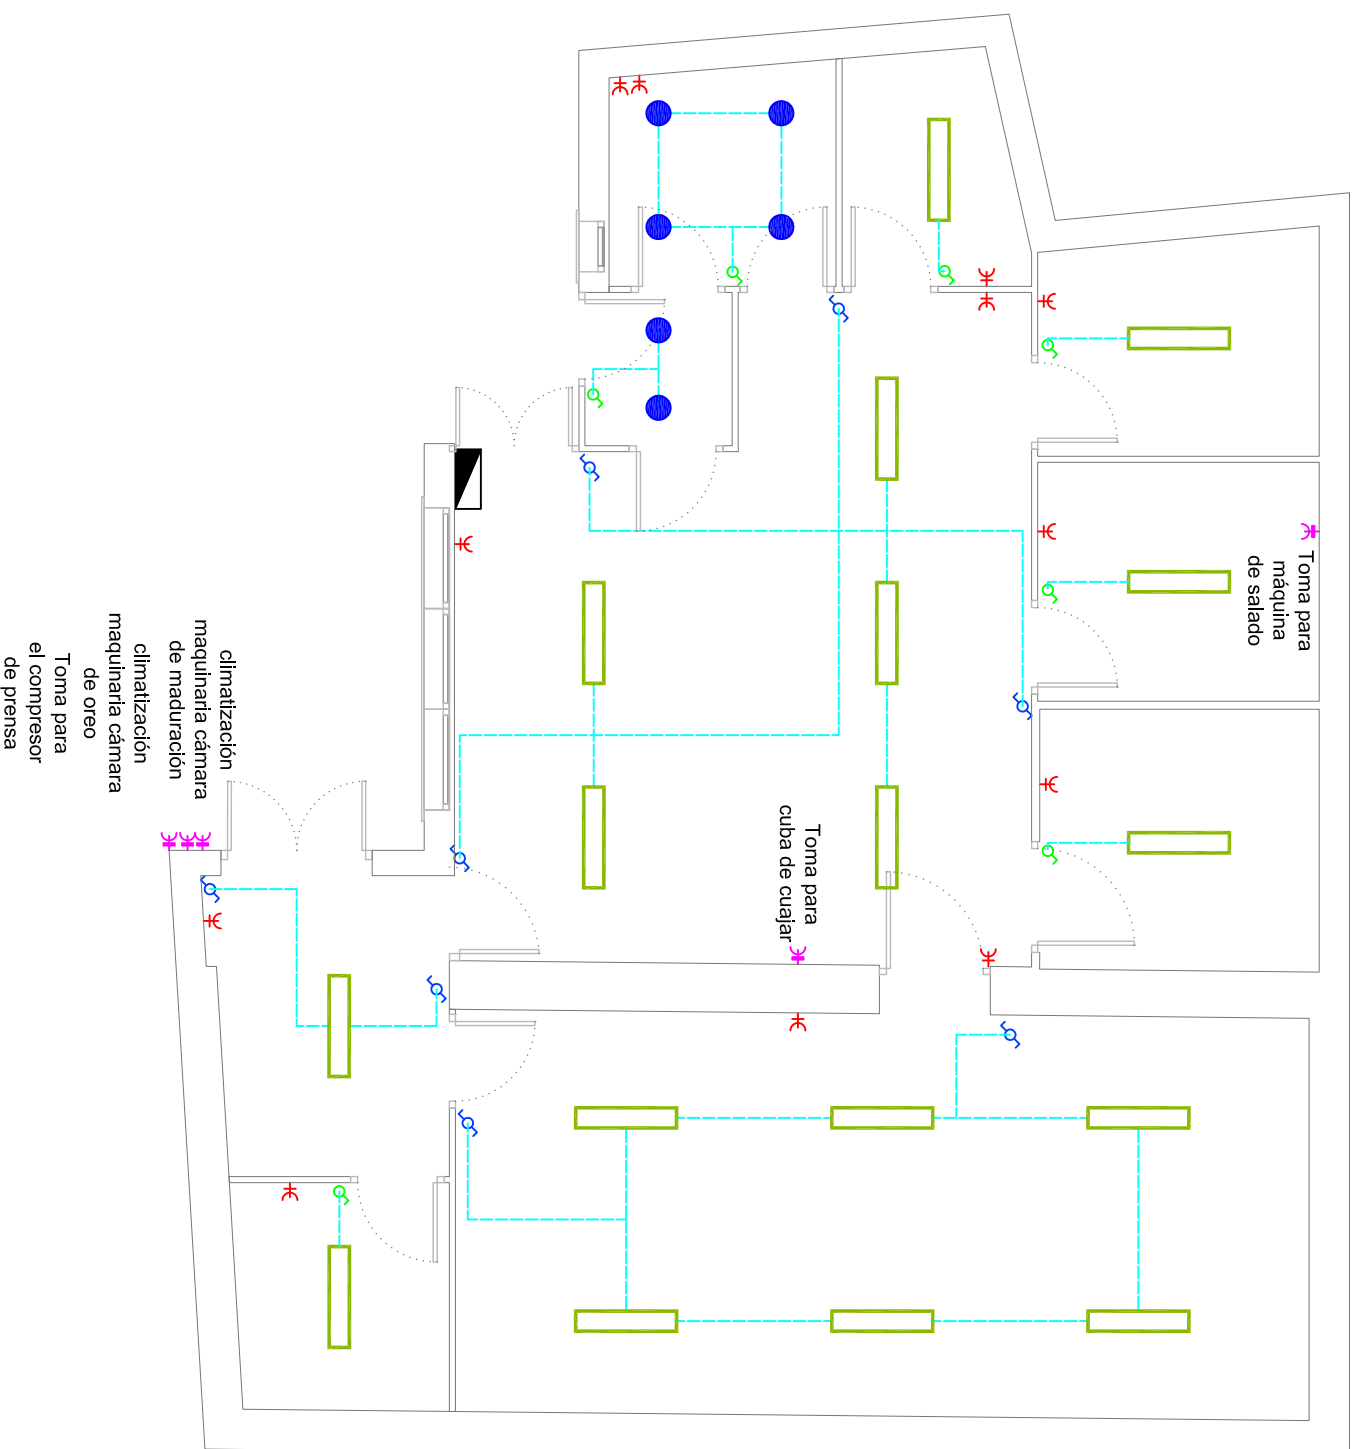 Toma para
máquina
de salado
Toma para
cuba de cuajar
climatización
maquinaria cámara
de maduración
climatización
maquinaria cámara
de oreo
Toma para
el compresor
de prensa